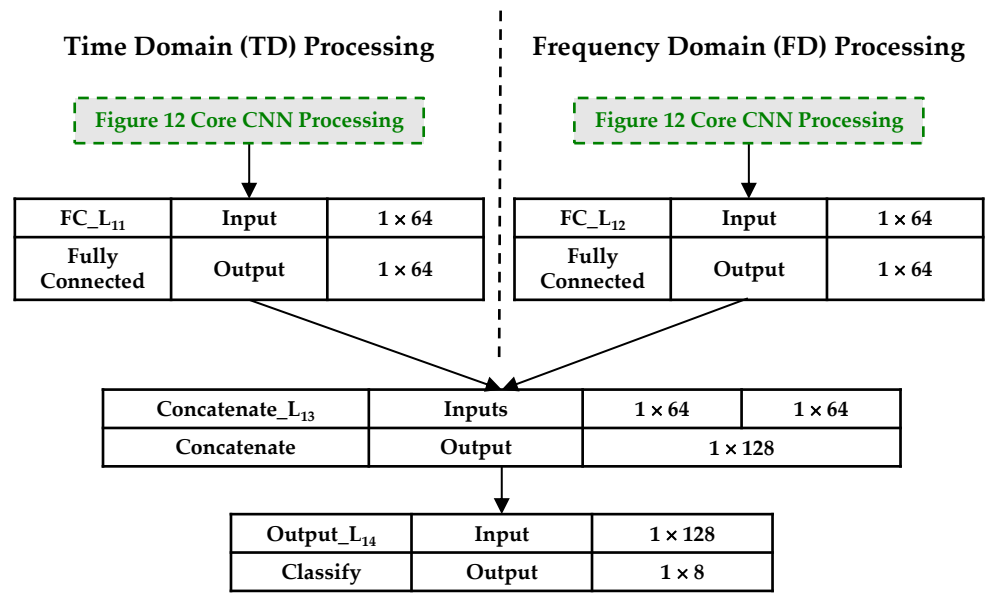 Time Domain (TD) Processing
Frequency Domain (FD) Processing
Figure 12 Core CNN Processing
Figure 12 Core CNN Processing
FC_L₁₁ Input 1 × 64
Fully Connected Output 1 × 64
FC_L₁₂ Input 1 × 64
Fully Connected Output 1 × 64
Concatenate_L₁₃ Inputs 1 × 64 1 × 64
Concatenate Output 1 × 128
Output_L₁₄ Input 1 × 128
Classify Output 1 × 8